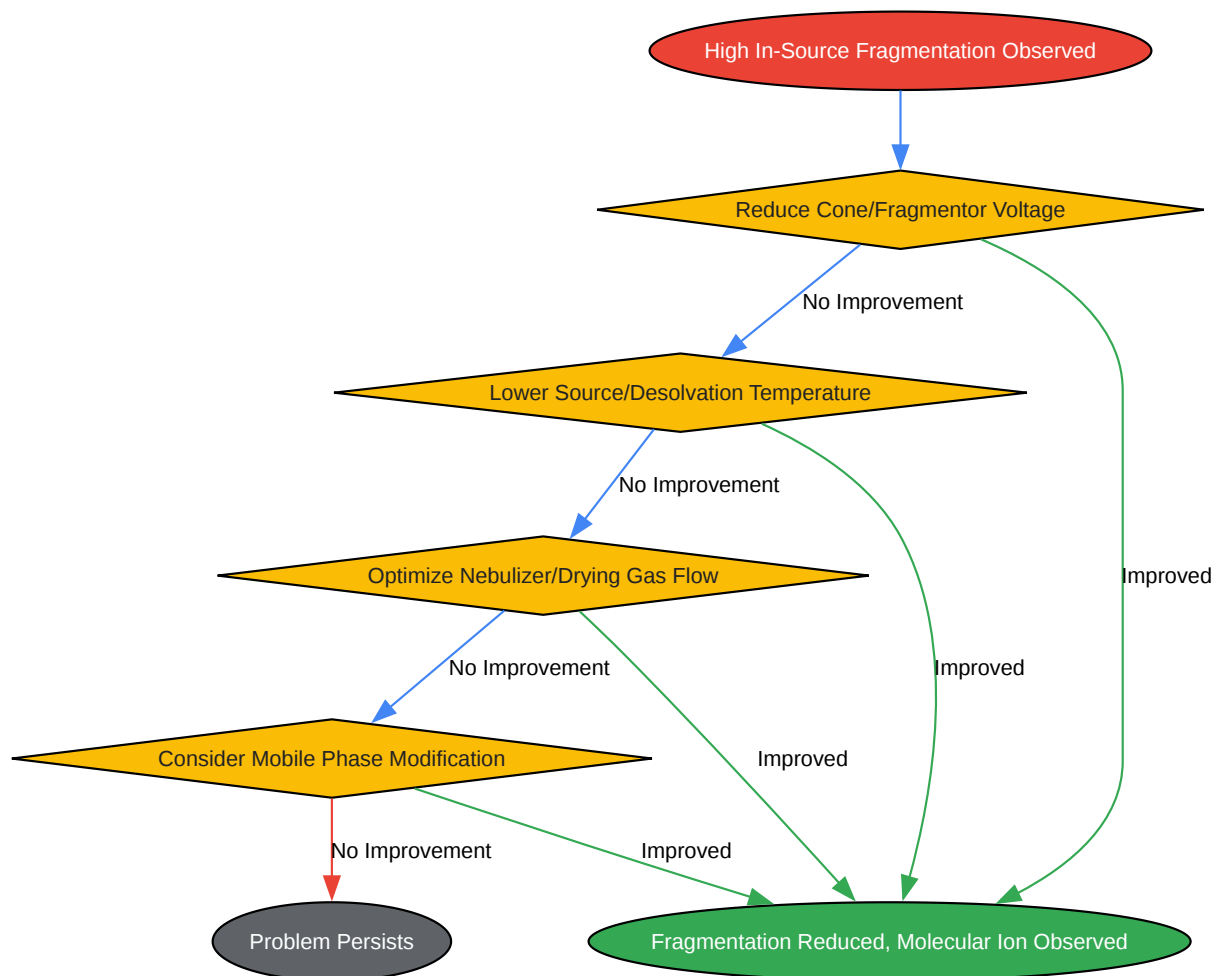 High In-Source Fragmentation Observed
Reduce Cone/Fragmentor Voltage
No Improvement
Lower Source/Desolvation Temperature
No Improvement
Optimize Nebulizer/Drying Gas Flow
Improved
No Improvement
Improved
Consider Mobile Phase Modification
Improved
No Improvement
Improved
Problem Persists
Fragmentation Reduced, Molecular Ion Observed